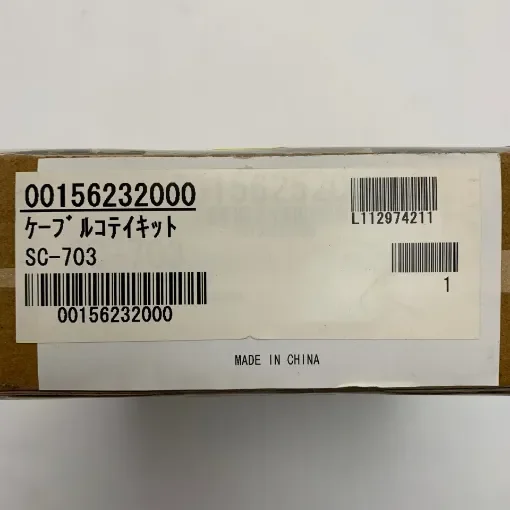 00156232000
ｹｰﾌﾞﾙｺﾃｲｷｯﾄ
SC-703
00156232000
L112974211
1
MADE IN CHINA